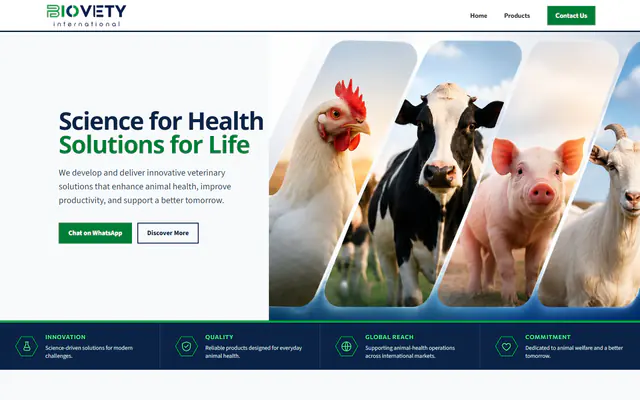 BIOVETY
international
Home
Products
Contact Us
Science for Health
Solutions for Life
We develop and deliver innovative veterinary
solutions that enhance animal health, improve
productivity, and support a better tomorrow.
Chat on WhatsApp
Discover More
INNOVATION
Science-driven solutions for modern
challenges.
QUALITY
Reliable products designed for everyday
animal health.
GLOBAL REACH
Supporting animal-health operations
across international markets.
COMMITMENT
Dedicated to animal welfare and a better
tomorrow.